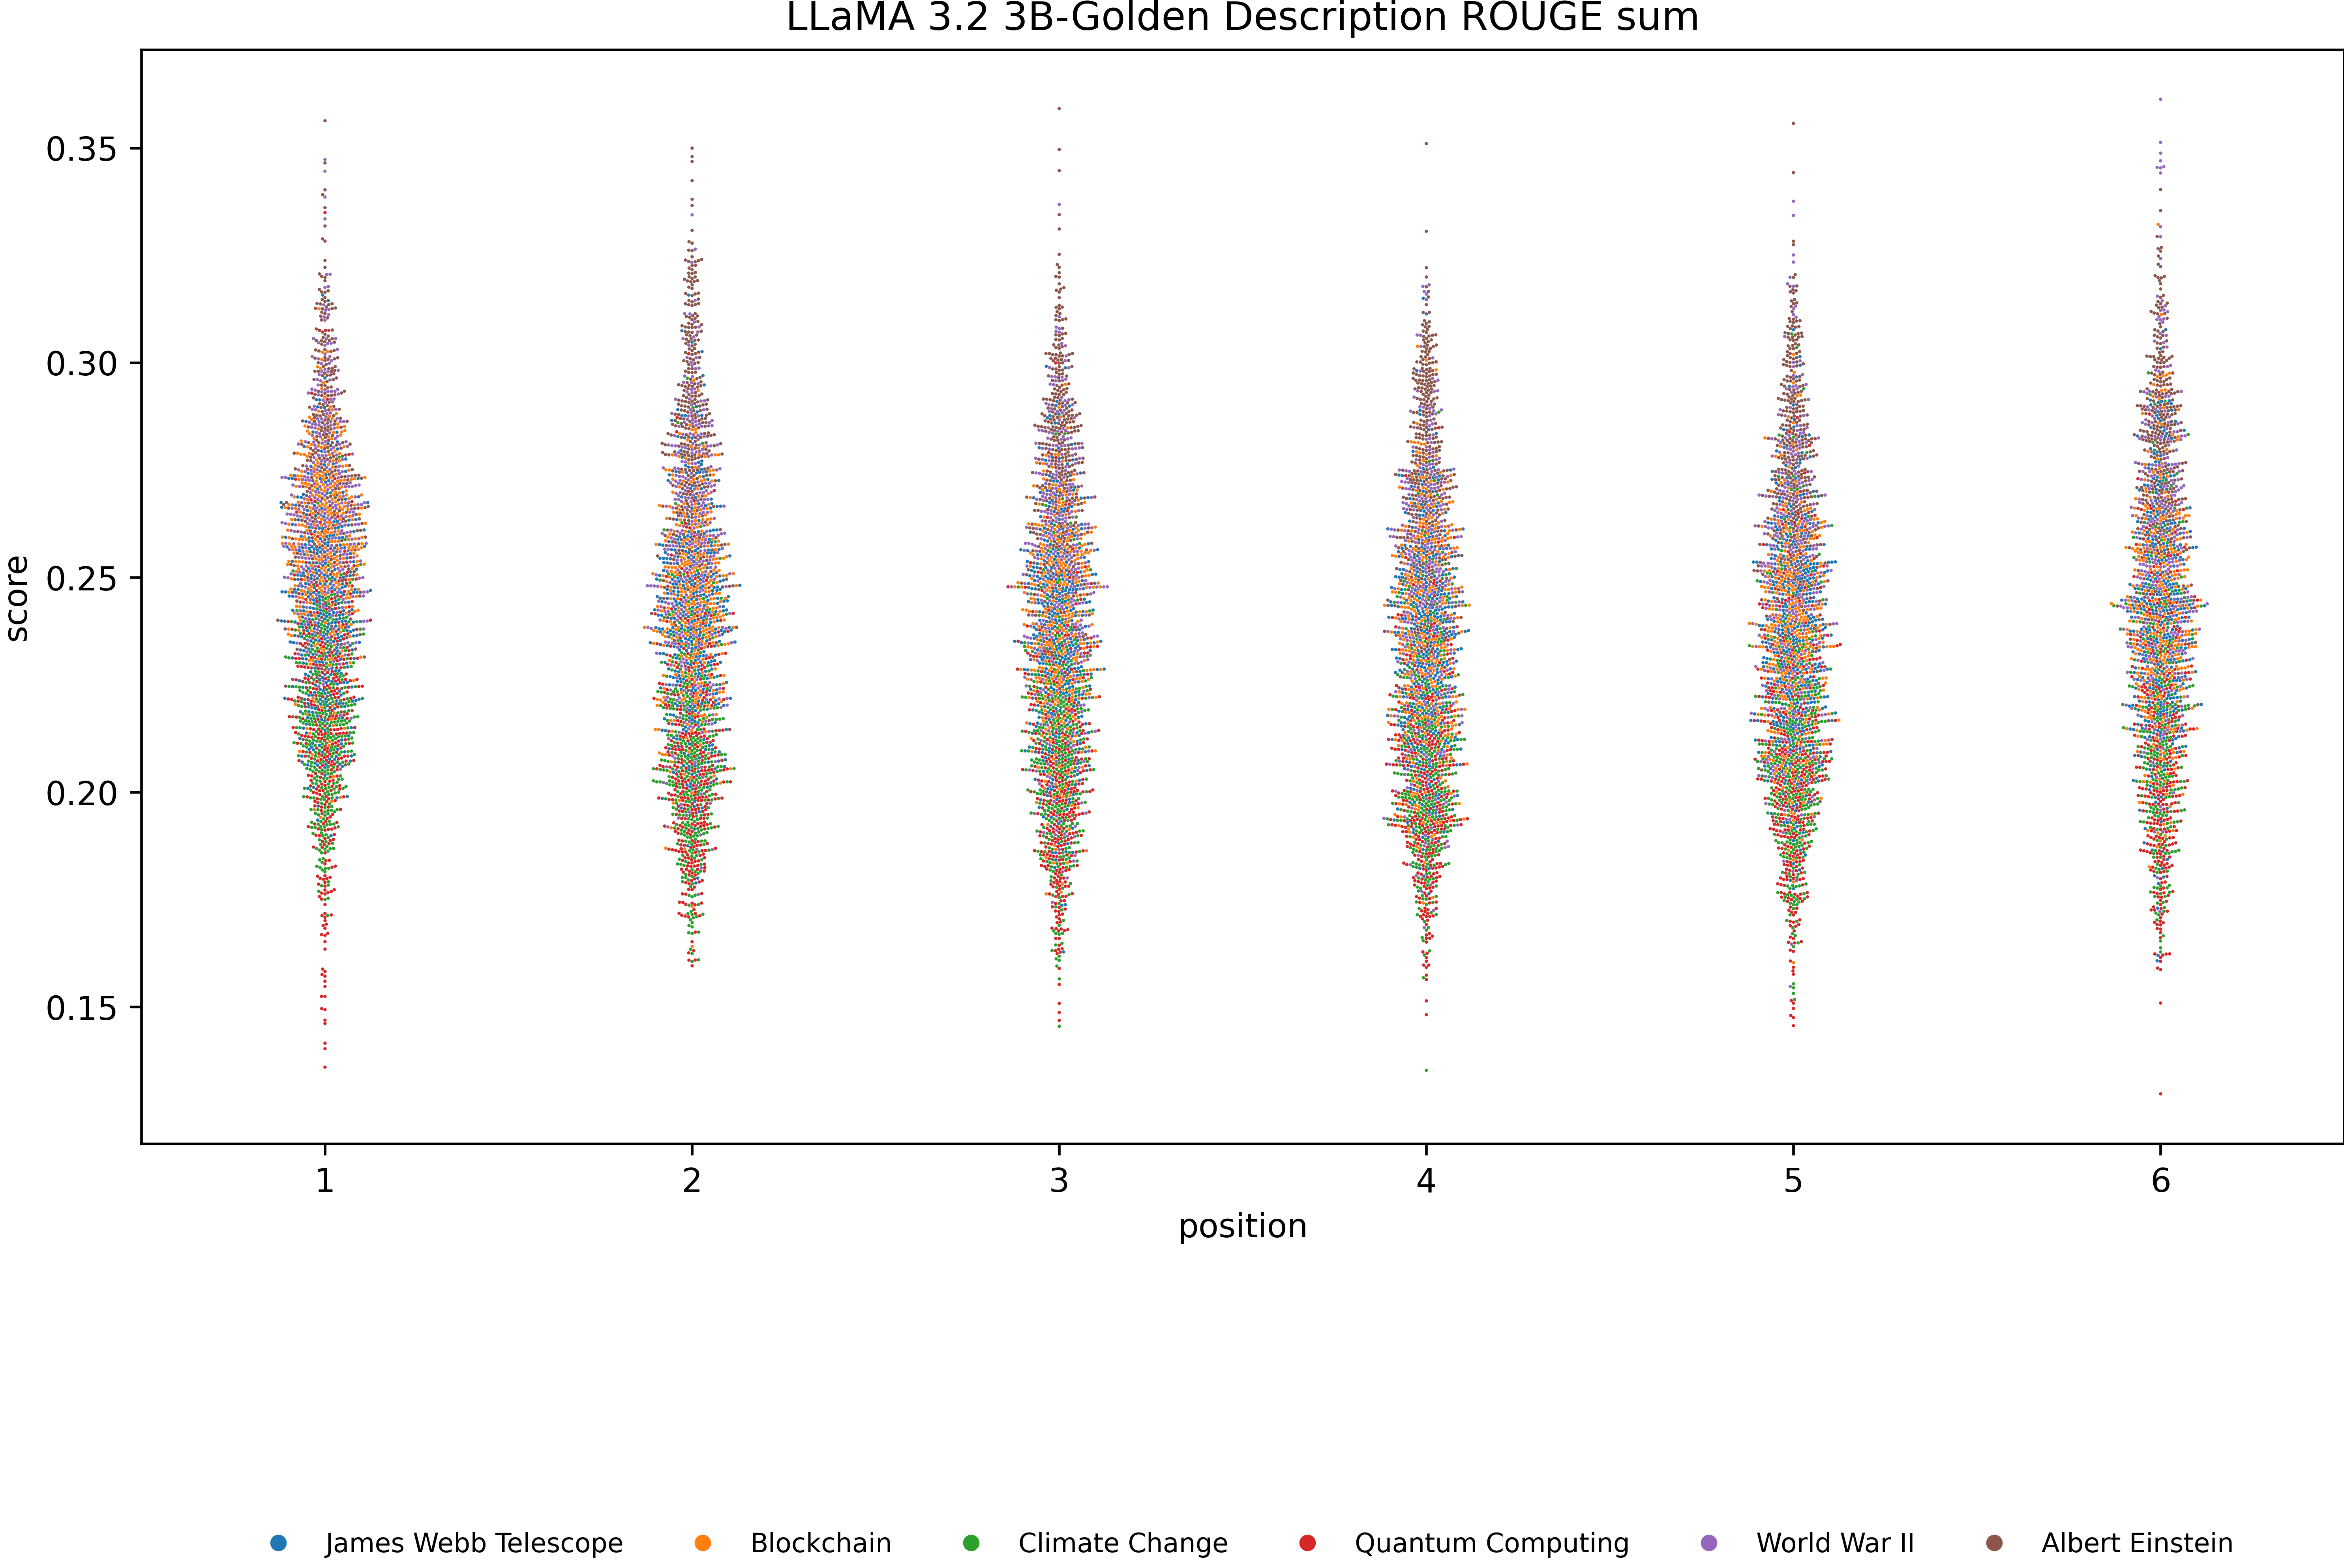 LLaMA 3.2 3B-Golden Description ROUGE sum
score
0.35
0.30
0.25
0.20
0.15
1 2 3 4 5 6
position
James Webb Telescope Blockchain Climate Change Quantum Computing World War II Albert Einstein